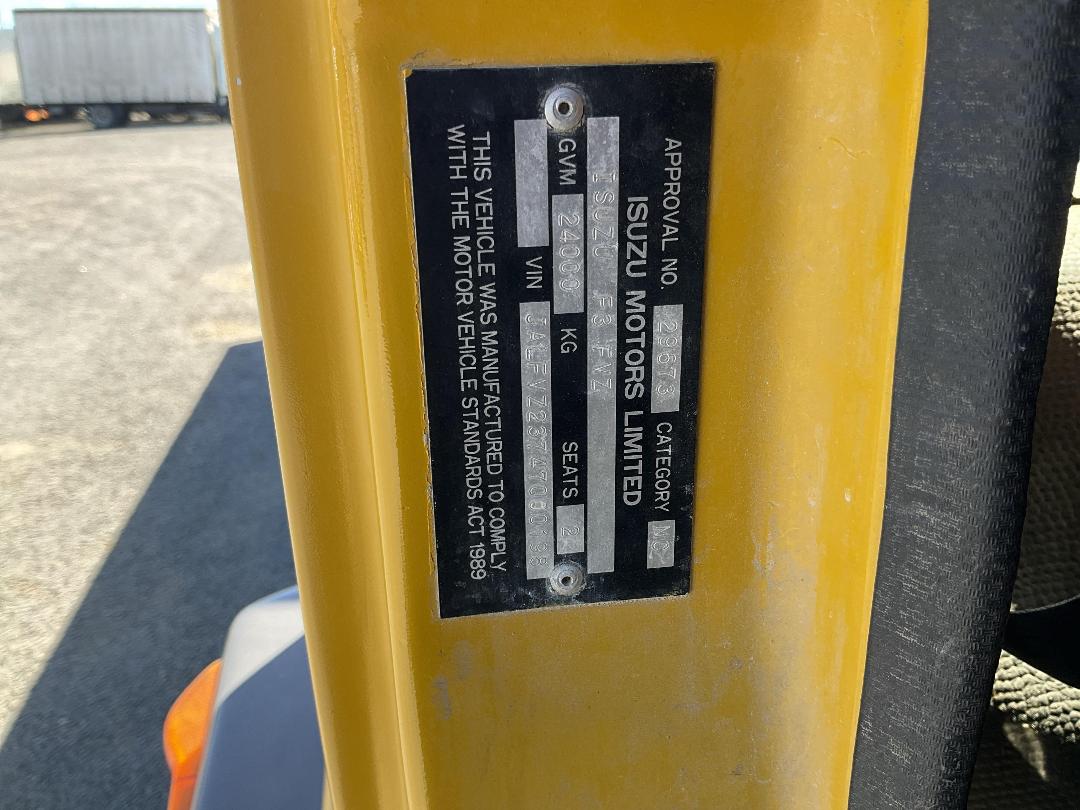 APPROVAL NO. 29673 CATEGORY NC
ISUZU MOTORS LIMITED
ISUZU F3 FVZ
GVM 24000 KG SEATS 2
VIN
THIS VEHICLE WAS MANUFACTURED TO COMPLY
WITH THE MOTOR VEHICLE STANDARDS ACT 1989